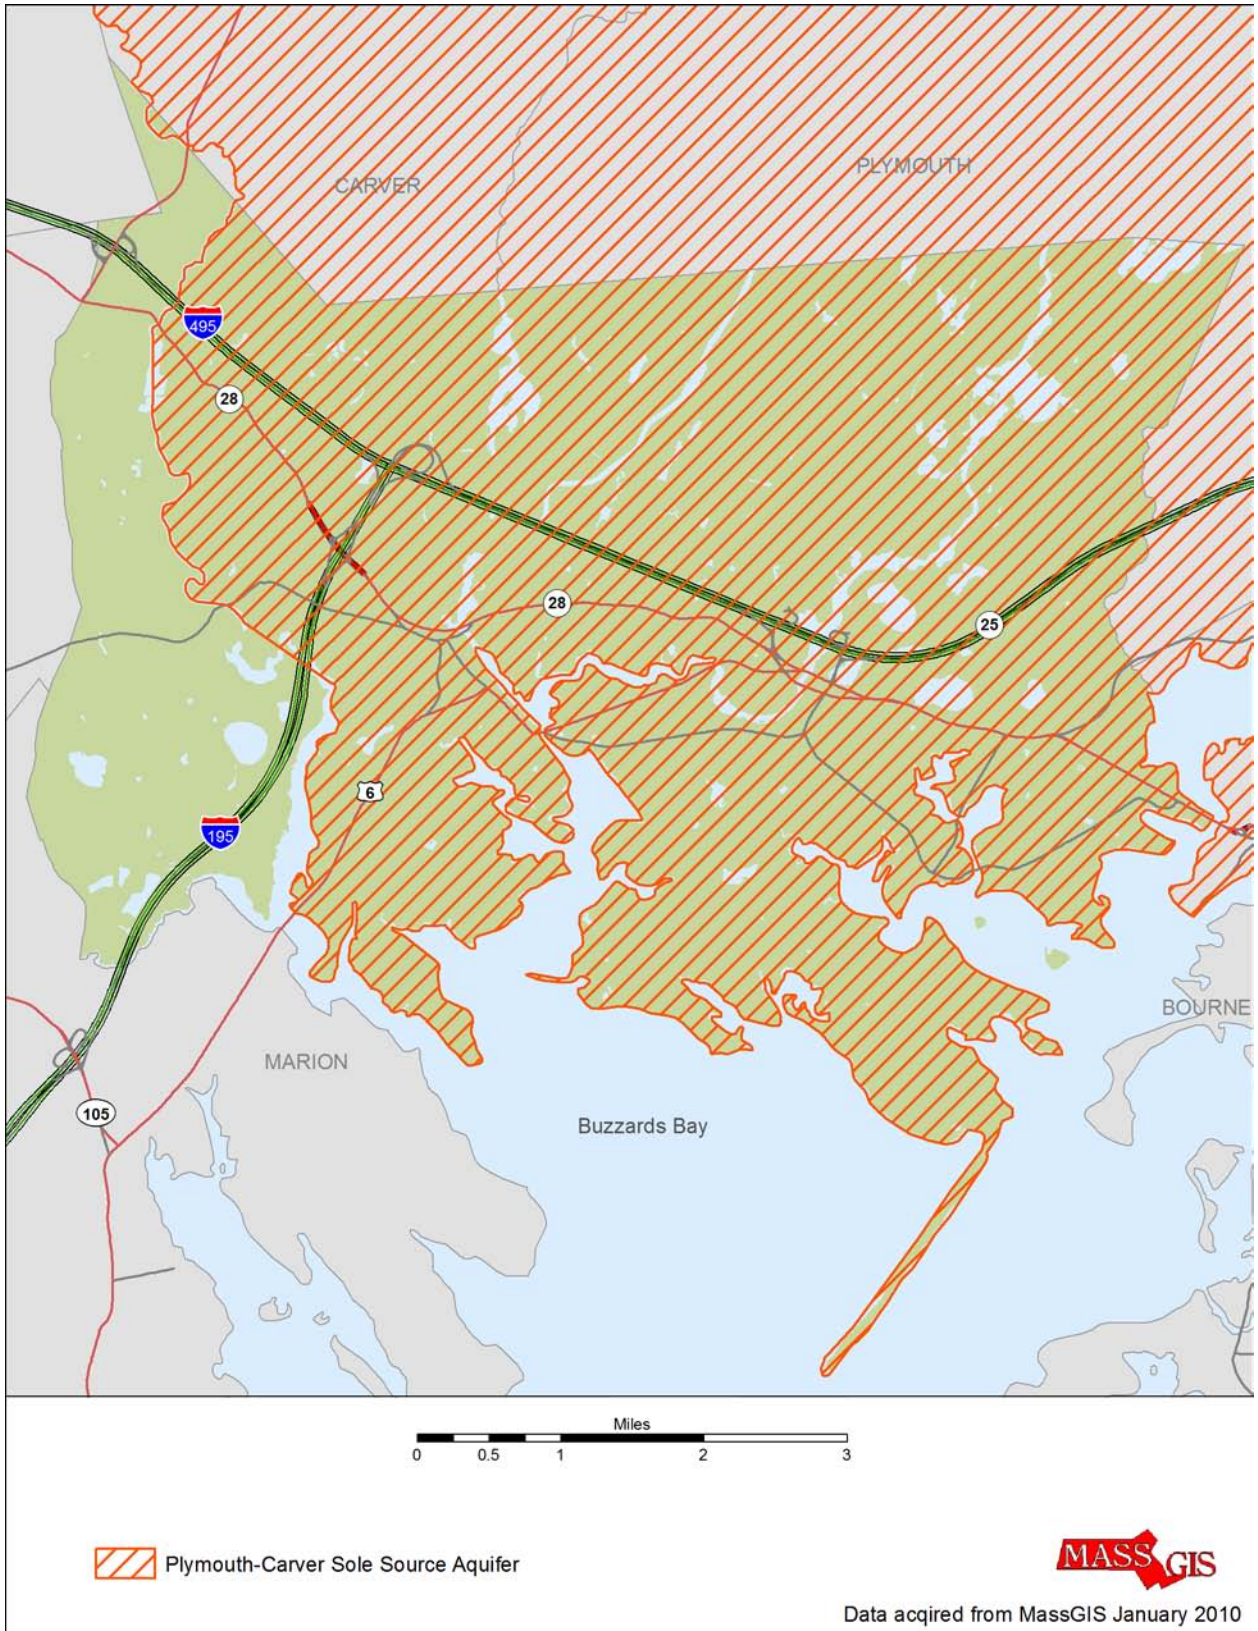 CARVER
PLYMOUTH
495
28
28
25
6
195
BOURNE
MARION
105
Buzzards Bay
Miles
0 0.5 1 2 3
Plymouth-Carver Sole Source Aquifer
MASS GIS
Data acqired from MassGIS January 2010